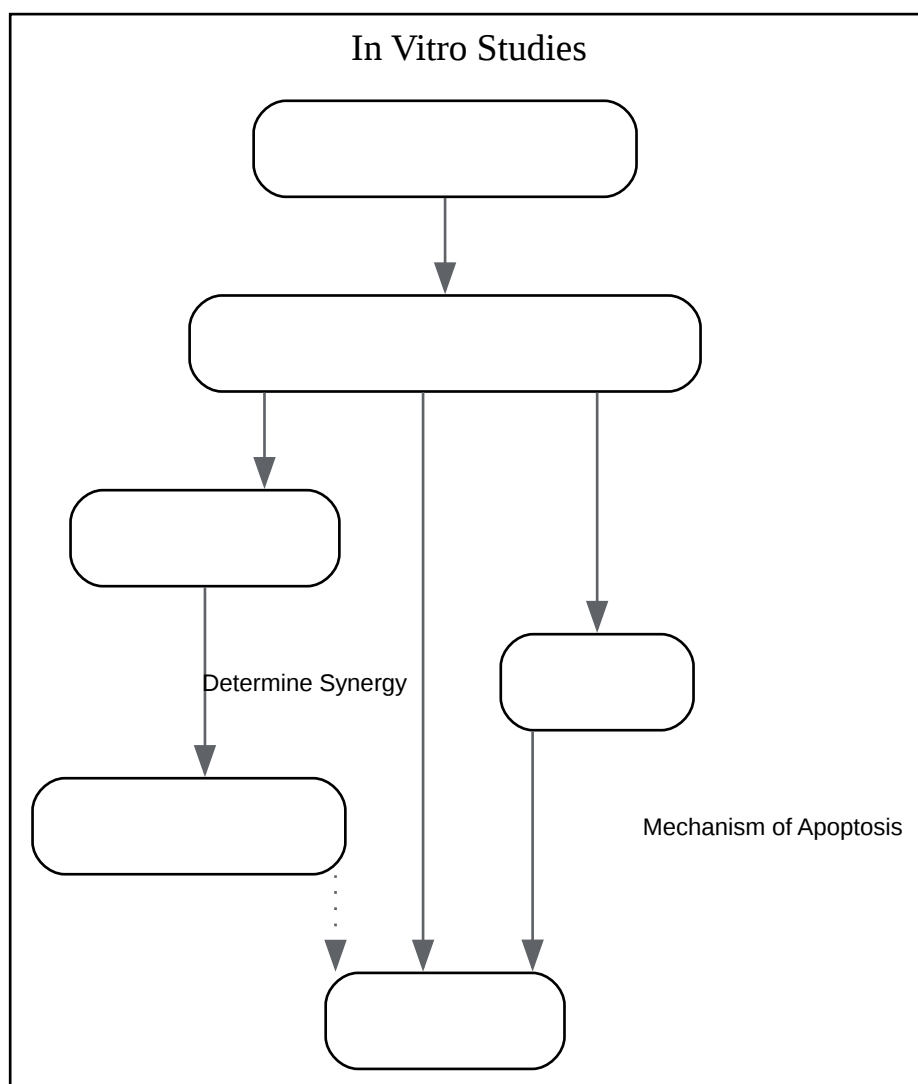 In Vitro Studies
Determine Synergy
Mechanism of Apoptosis